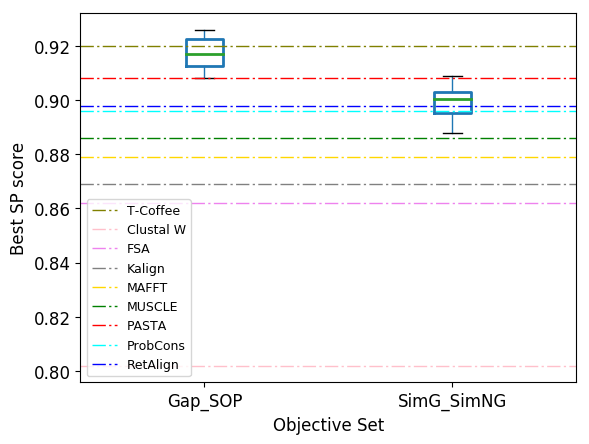 0.92
0.90
0.88
0.86
0.84
0.82
0.80
Best SP score
T-Coffee
Clustal W
FSA
Kalign
MAFFT
MUSCLE
PASTA
ProbCons
RetAlign
Gap_SOP
SimG_SimNG
Objective Set